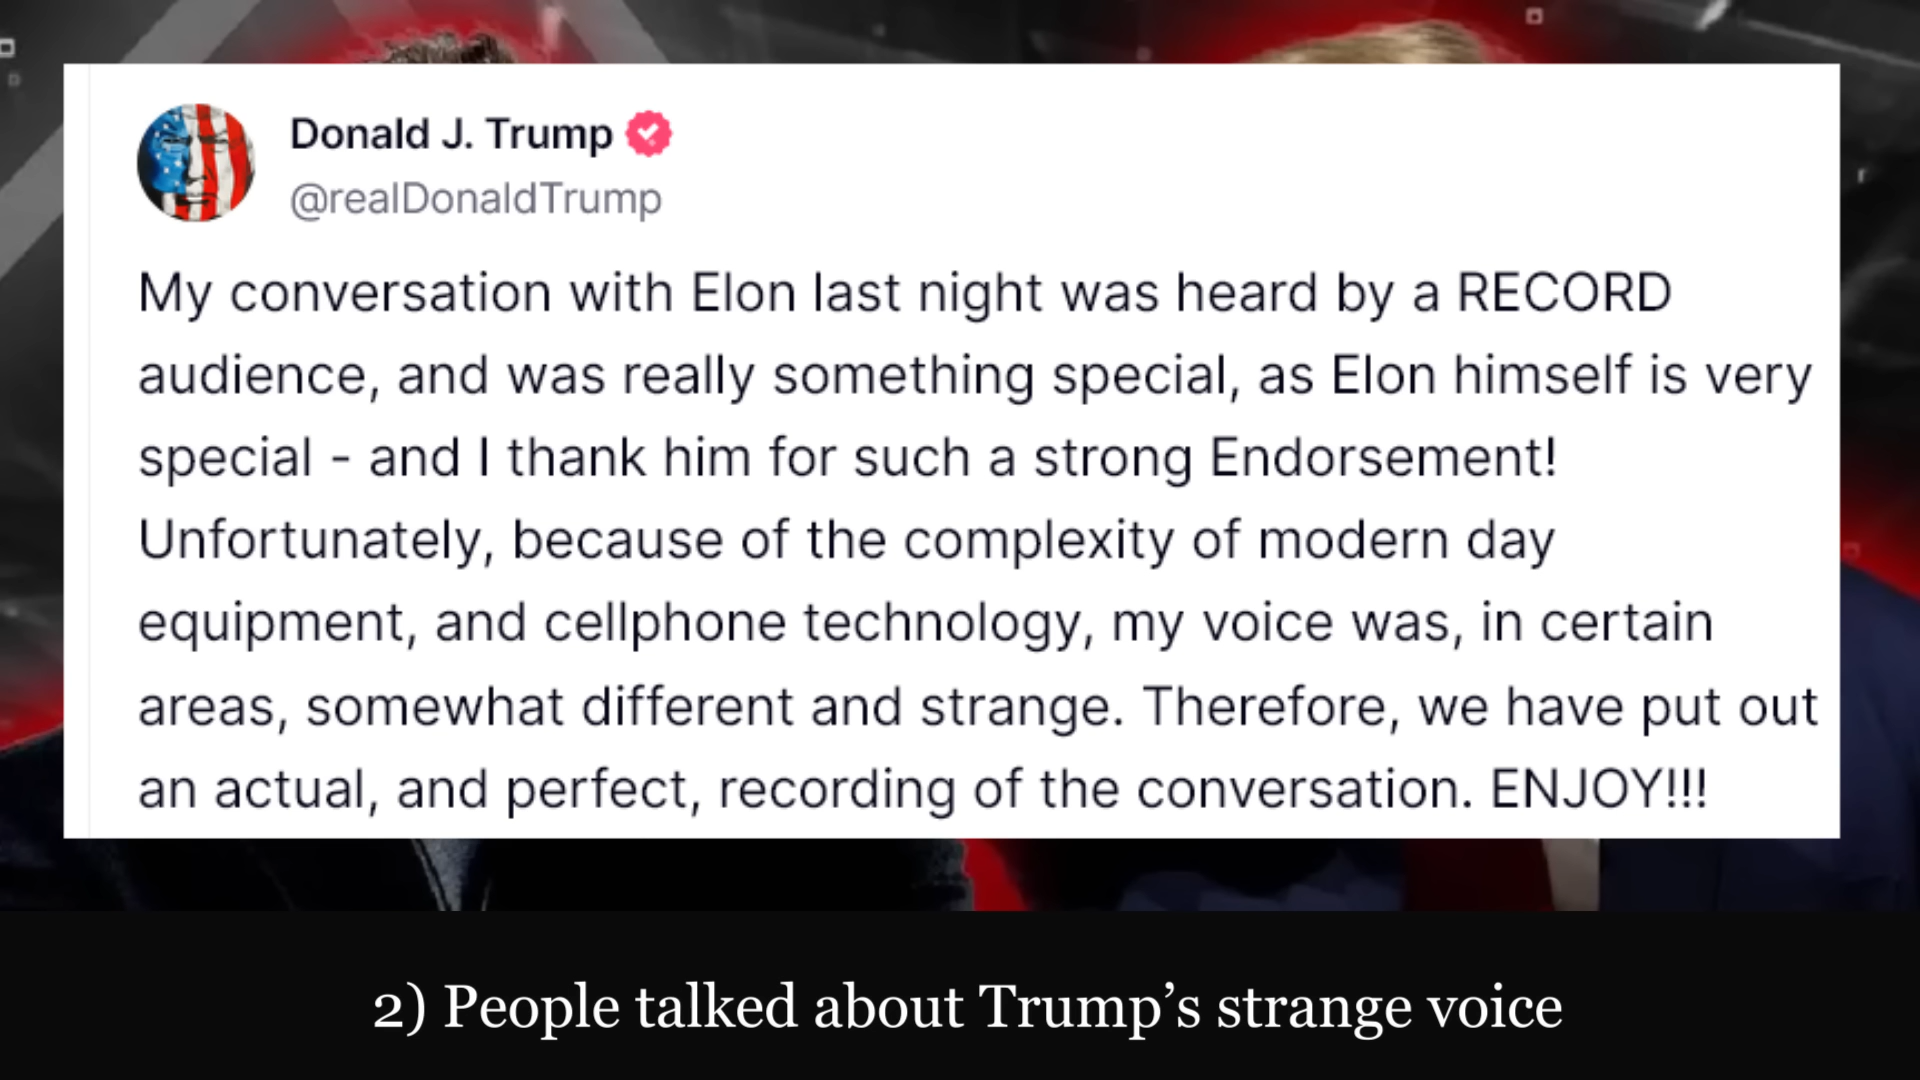 Donald J. Trump
@realDonaldTrump
My conversation with Elon last night was heard by a RECORD
audience, and was really something special, as Elon himself is very
special - and I thank him for such a strong Endorsement!
Unfortunately, because of the complexity of modern day
equipment, and cellphone technology, my voice was, in certain
areas, somewhat different and strange. Therefore, we have put out
an actual, and perfect, recording of the conversation. ENJOY!!!
2) People talked about Trump’s strange voice